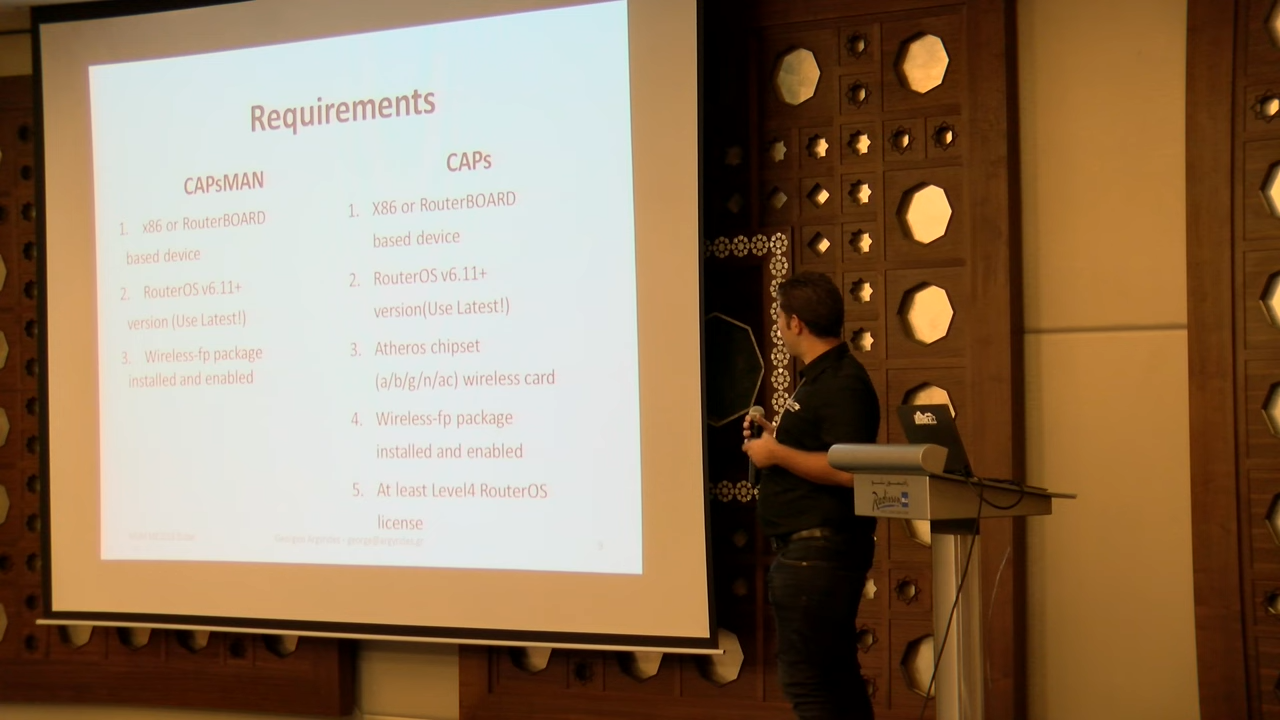 Requirements
CAPsMAN
1. x86 or RouterBOARD
based device
2. RouterOS v6.11+
version (Use Latest!)
3. Wireless-fp package
installed and enabled
CAPs
1. X86 or RouterBOARD
based device
2. RouterOS v6.11+
version(Use Latest!)
3. Atheros chipset
(a/b/g/n/ac) wireless card
4. Wireless-fp package
installed and enabled
5. At least Level4 RouterOS
license
Radisson